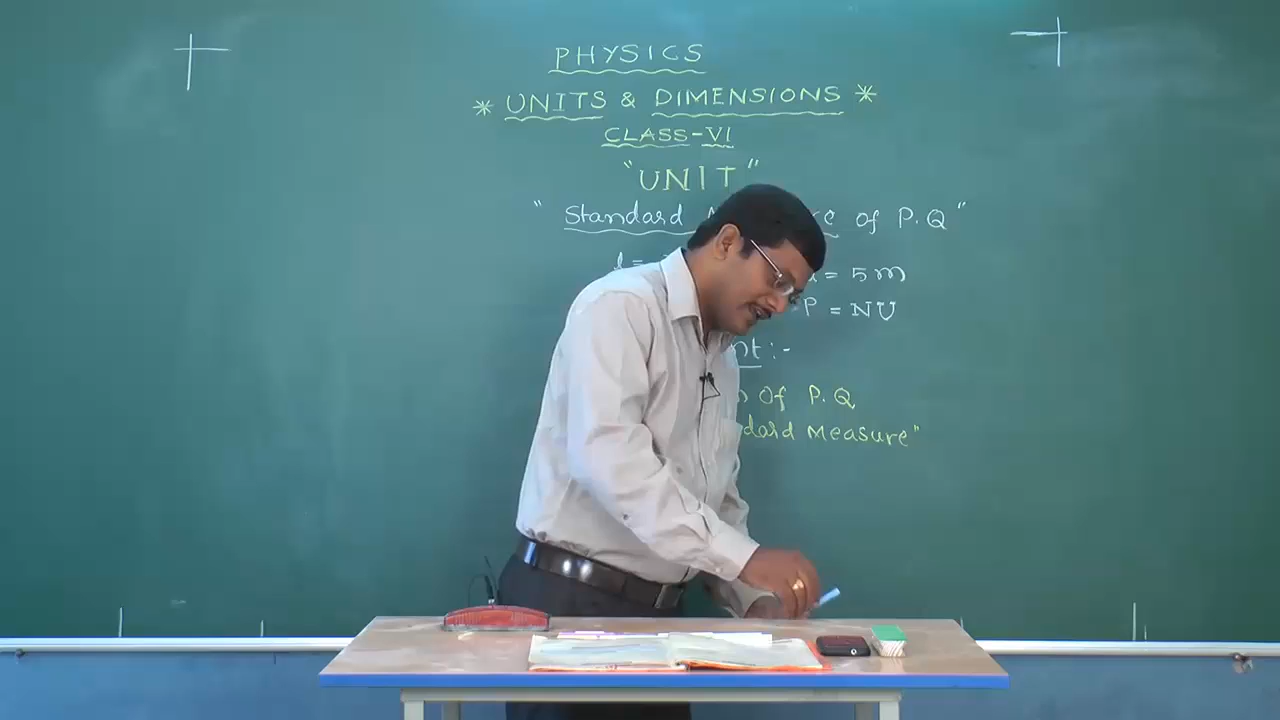 PHYSICS
* UNITS & DIMENSIONS *
CLASS-VI
"UNIT"
"Standard of P.Q"
= 5m
P = NU
:-
Of P.Q
Measure"